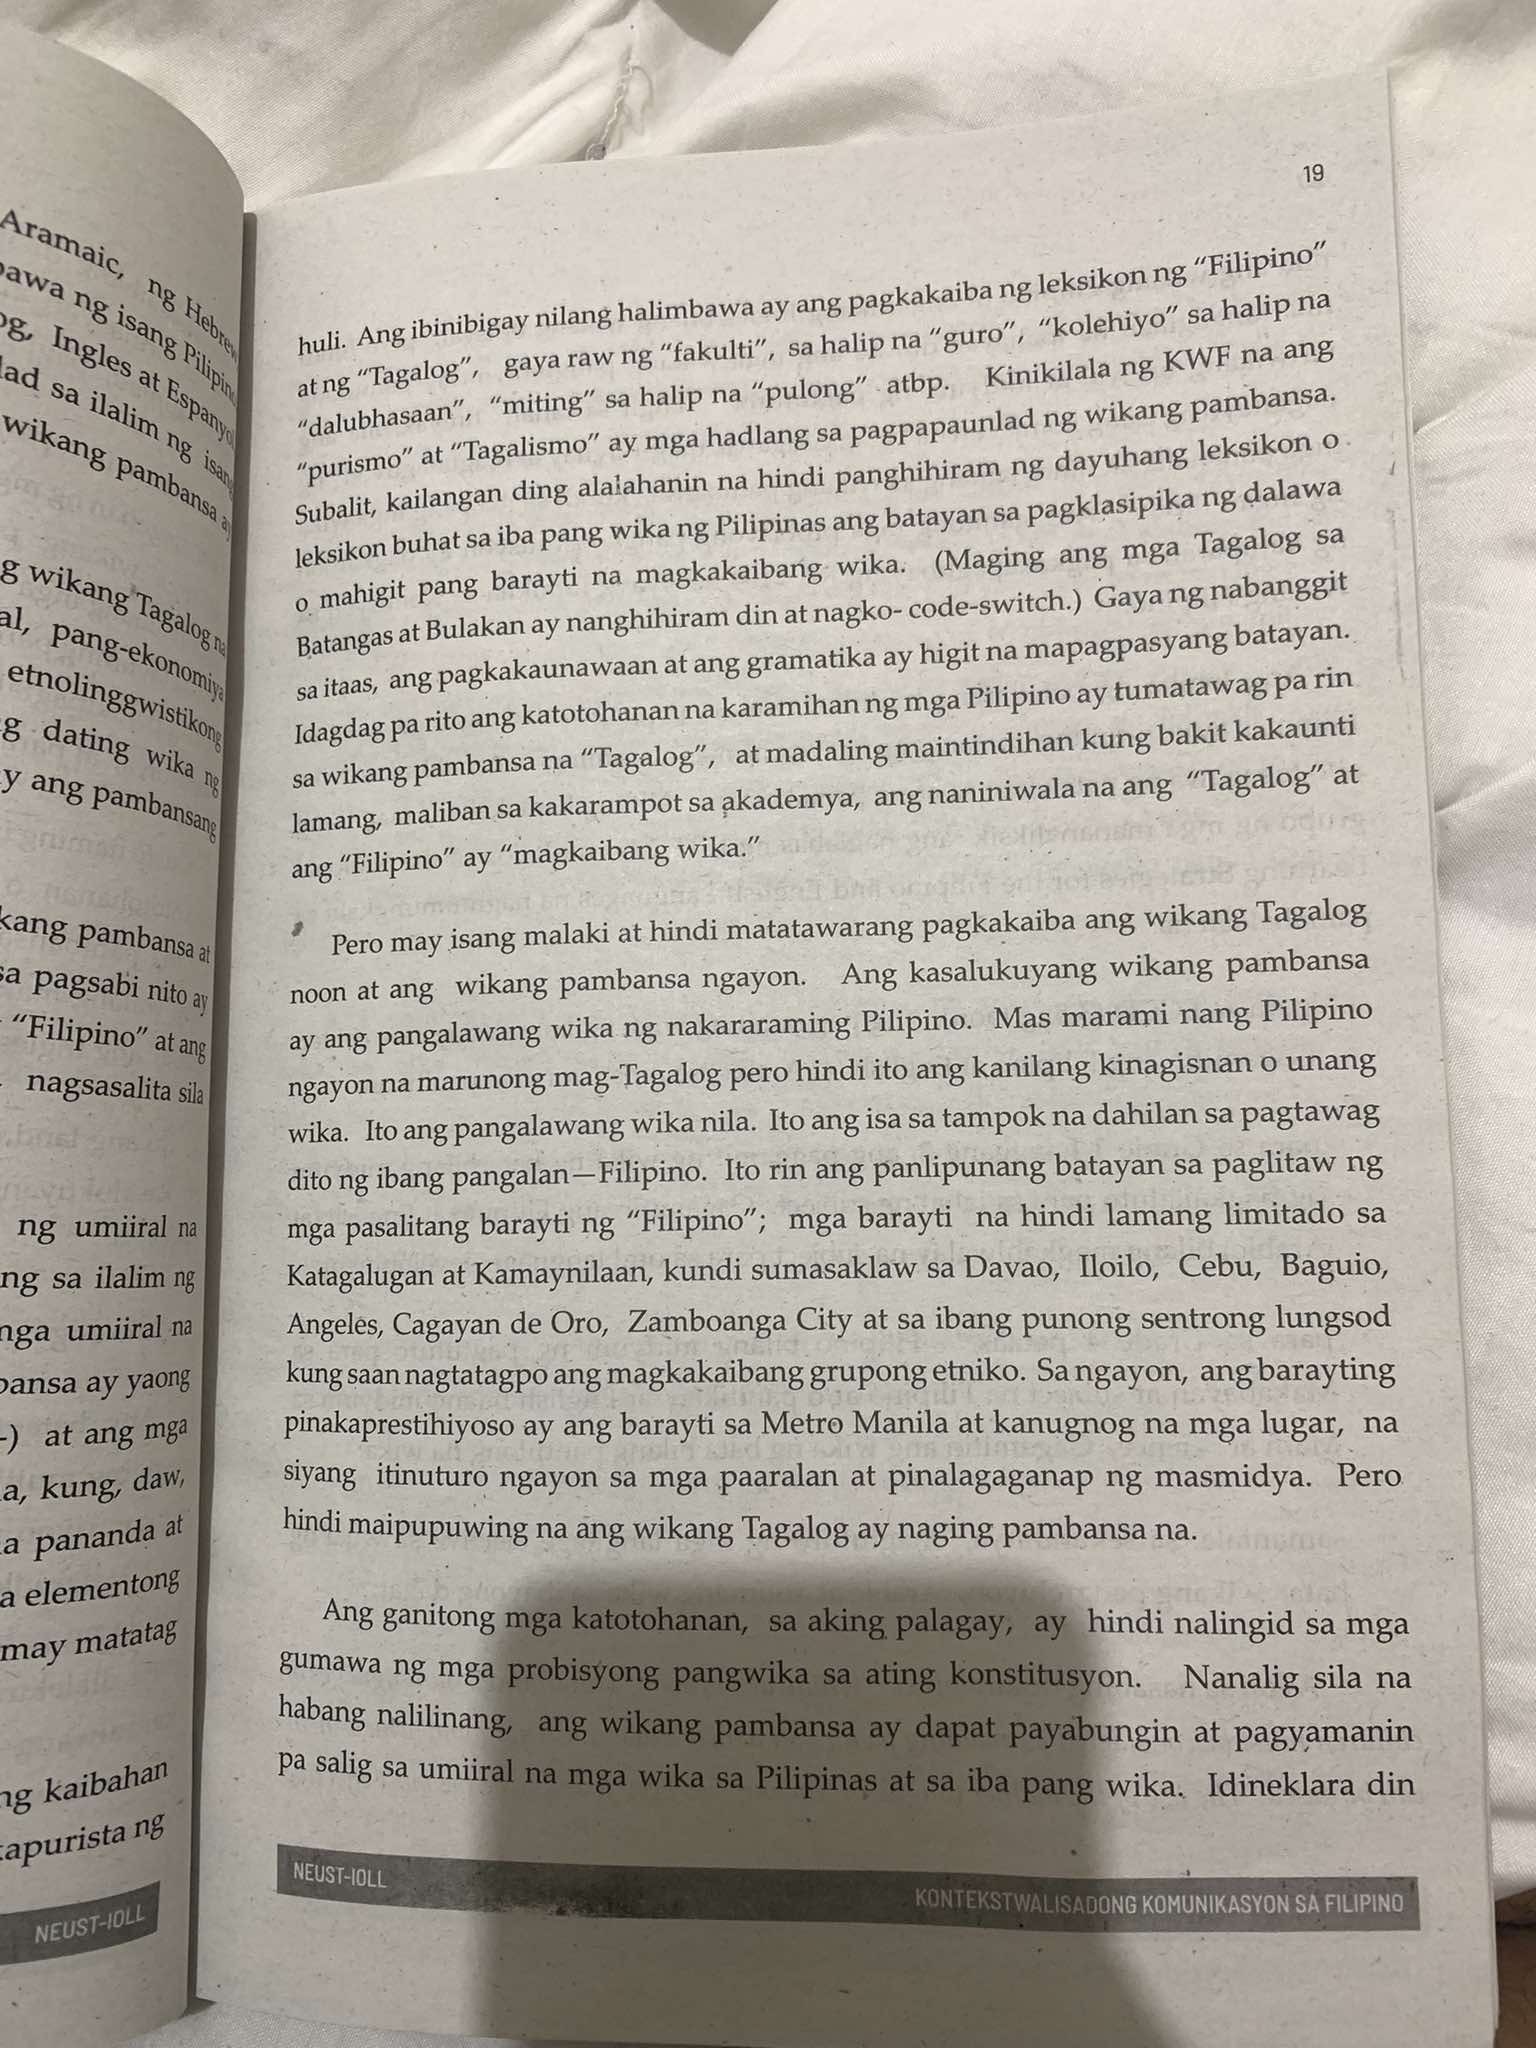 Aramaic, ng Hebrew
ng isang Pilipino
Ingles at Espanyol
sa ilalim ng isang
wikang pambansa ay
wikang Tagalog na
pang-ekonomiya
etnolinggwistikong
dating wika ng
ang pambansang
pambansa at
sa pagsabi nito ay
"Filipino" at ang
nagsasalita sila
ng umiiral na
sa ilalim ng
umiiral na
ay yaong
at ang mga
kung, daw,
pananda at
elementong
may matatag
kaibahan
ng
NEUST-IOLL
19
huli. Ang ibinibigay nilang halimbawa ay ang pagkakaiba ng leksikon ng "Filipino"
at ng "Tagalog", gaya raw ng "fakulti", sa halip na "guro", "kolehiyo" sa halip na
"dalubhasaan", "miting" sa halip na "pulong" atbp. Kinikilala ng KWF na ang
"purismo" at "Tagalismo" ay mga hadlang sa pagpapaunlad ng wikang pambansa.
Subalit, kailangan ding alalahanin na hindi panghihiram ng dayuhang leksikon o
leksikon buhat sa iba pang wika ng Pilipinas ang batayan sa pagklasipika ng dalawa
o mahigit pang barayti na magkakaibang wika. (Maging ang mga Tagalog sa
Batangas at Bulakan ay nanghihiram din at nagko- code-switch.) Gaya ng nabanggit
sa itaas, ang pagkakaunawaan at ang gramatika ay higit na mapagpasyang batayan.
Idagdag pa rito ang katotohanan na karamihan ng mga Pilipino ay tumatawag pa rin
sa wikang pambansa na "Tagalog", at madaling maintindihan kung bakit kakaunti
lamang, maliban sa kakarampot sa akademya, ang naniniwala na ang "Tagalog" at
ang "Filipino" ay "magkaibang wika."
Pero may isang malaki at hindi matatawarang pagkakaiba ang wikang Tagalog
noon at ang wikang pambansa ngayon. Ang kasalukuyang wikang pambansa
ay ang pangalawang wika ng nakararaming Pilipino. Mas marami nang Pilipino
ngayon na marunong mag-Tagalog pero hindi ito ang kanilang kinagisnan o unang
wika. Ito ang pangalawang wika nila. Ito ang isa sa tampok na dahilan sa pagtawag
dito ng ibang pangalan—Filipino. Ito rin ang panlipunang batayan sa paglitaw ng
mga pasalitang barayti ng "Filipino"; mga barayti na hindi lamang limitado sa
Katagalugan at Kamaynilaan, kundi sumasaklaw sa Davao, Iloilo, Cebu, Baguio,
Angeles, Cagayan de Oro, Zamboanga City at sa ibang punong sentrong lungsod
kung saan nagtatagpo ang magkakaibang grupong etniko. Sa ngayon, ang barayting
pinakaprestihiyoso ay ang barayti sa Metro Manila at kanugnog na mga lugar, na
siyang itinuturo ngayon sa mga paaralan at pinalagaganap ng masmidya. Pero
hindi maipupuwing na ang wikang Tagalog ay naging pambansa na.
Ang ganitong mga katotohanan, sa aking palagay, ay hindi nalingid sa mga
gumawa ng mga probisyong pangwika sa ating konstitusyon. Nanalig sila na
habang nalilinang, ang wikang pambansa ay dapat payabungin at pagyamanin
pa salig sa umiiral na mga wika sa Pilipinas at sa iba pang wika. Idineklara din
NEUST-IOLL
KONTEKSTWALISADONG KOMUNIKASYON SA FILIPINO